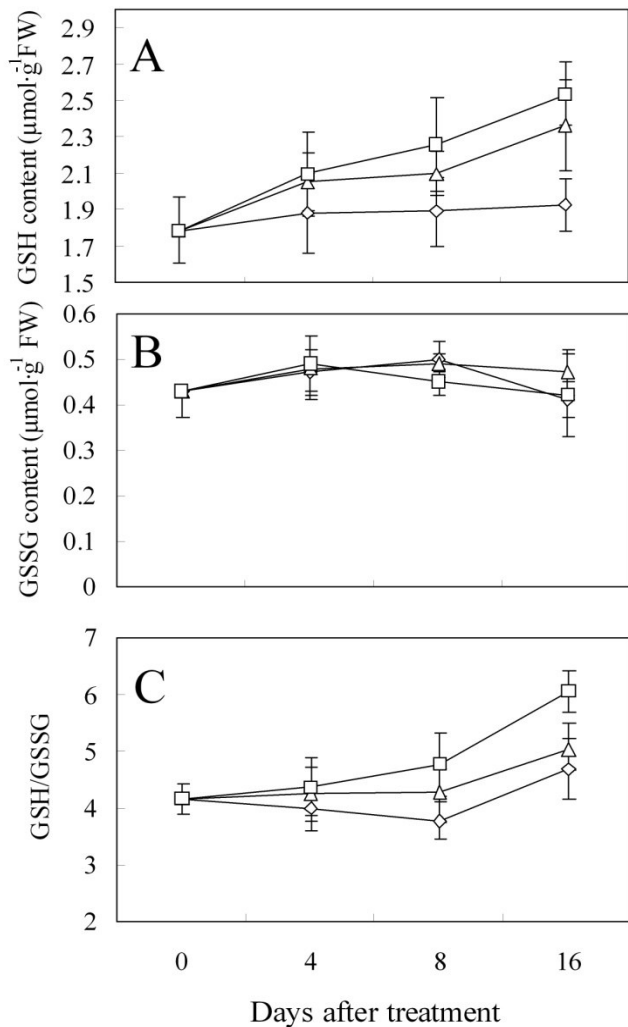 A
GSH content (μmol·g⁻¹FW)
2.9
2.7
2.5
2.3
2.1
1.9
1.7
1.5
B
GSSG content (μmol·g⁻¹ FW)
0.6
0.5
0.4
0.3
0.2
0.1
0
C
GSH/GSSG
7
6
5
4
3
2
0 4 8 16
Days after treatment